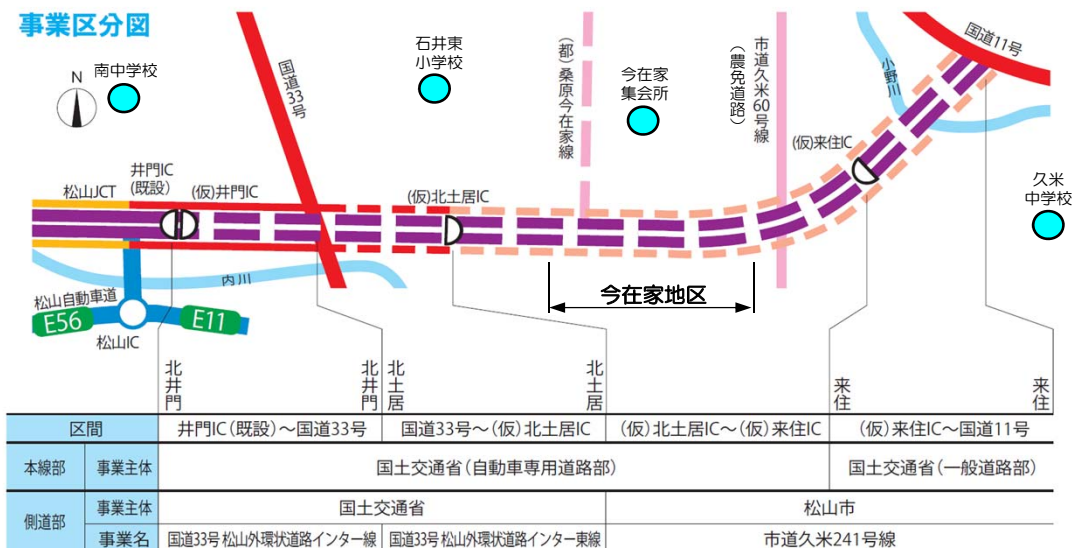 事業区分図
N
南中学校
国道33号
石井東
小学校
(都)桑原今在家線
今在家
集会所
市道久米60号線
(農免道路)
小野川
国道11号
(仮)来住IC
久米
中学校
松山JCT
井門IC
(既設)
(仮)井門IC
(仮)北土居IC
内川
松山自動車道
E56
E11
松山IC
今在家地区
北井門
北井門
北土居
北土居
来住
来住
区間 井門IC(既設)～国道33号 国道33号～(仮)北土居IC (仮)北土居IC～(仮)来住IC (仮)来住IC～国道11号
本線部 事業主体 国土交通省(自動車専用道路部) 国土交通省(一般道路部)
側道部 事業主体 国土交通省 松山市
事業名 国道33号 松山外環状道路インター線 国道33号 松山外環状道路インター東線 市道久米241号線